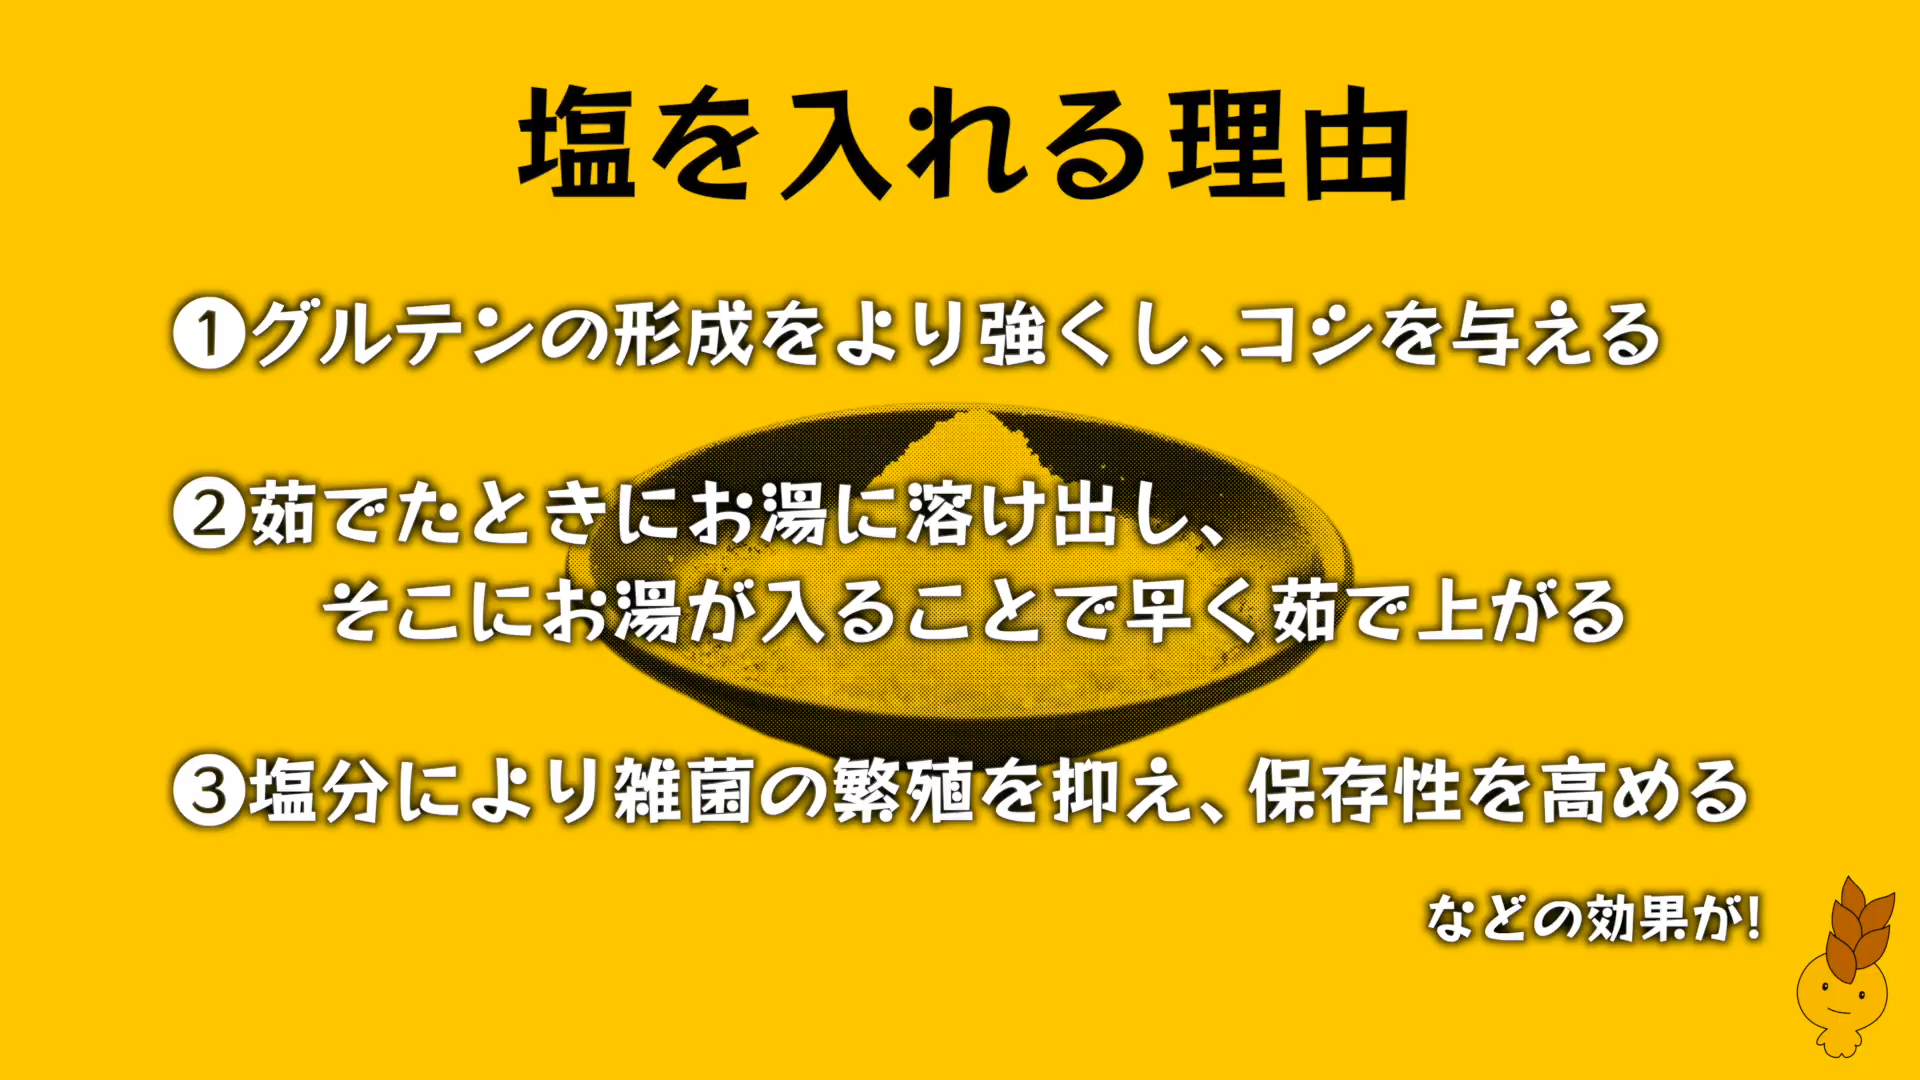 塩を入れる理由
❶グルテンの形成をより強くし、コシを与える
❷茹でたときにお湯に溶け出し、
そこにお湯が入ることで早く茹で上がる
❸塩分により雑菌の繁殖を抑え、保存性を高める
などの効果が!